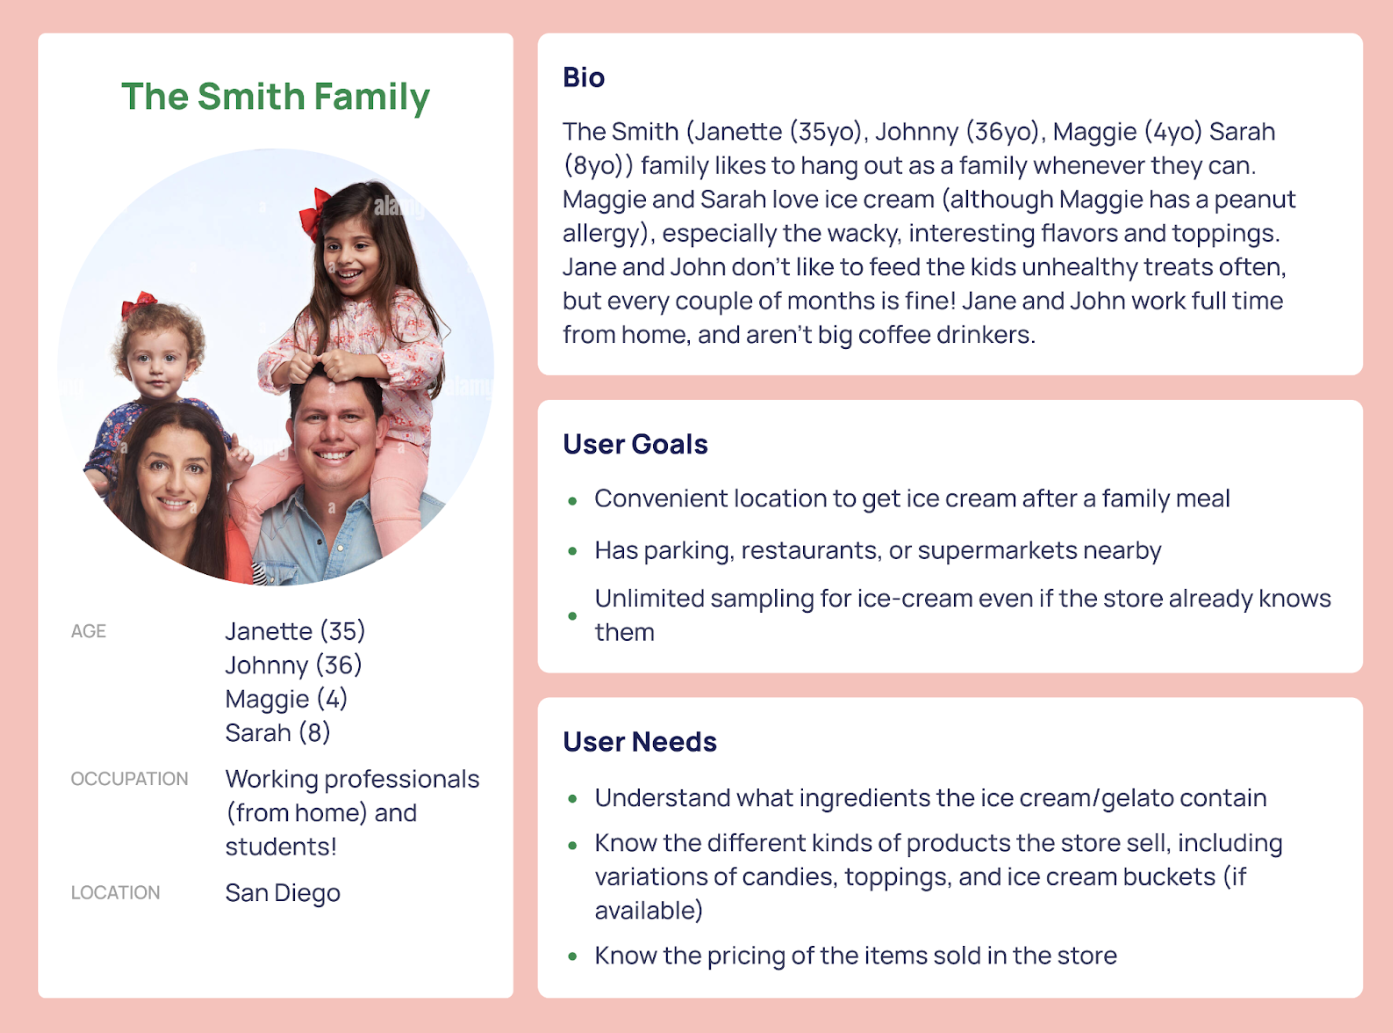 The Smith Family
alamy
a
a
a
a
alamy
alamy
a
alamy
a
a
a
AGE
Janette (35)
Johnny (36)
Maggie (4)
Sarah (8)
OCCUPATION
Working professionals
(from home) and
students!
LOCATION
San Diego
Bio
The Smith (Janette (35yo), Johnny (36yo), Maggie (4yo) Sarah
(8yo)) family likes to hang out as a family whenever they can.
Maggie and Sarah love ice cream (although Maggie has a peanut
allergy), especially the wacky, interesting flavors and toppings.
Jane and John don't like to feed the kids unhealthy treats often,
but every couple of months is fine! Jane and John work full time
from home, and aren't big coffee drinkers.
User Goals
Convenient location to get ice cream after a family meal
Has parking, restaurants, or supermarkets nearby
Unlimited sampling for ice-cream even if the store already knows
them
User Needs
Understand what ingredients the ice cream/gelato contain
Know the different kinds of products the store sell, including
variations of candies, toppings, and ice cream buckets (if
available)
Know the pricing of the items sold in the store